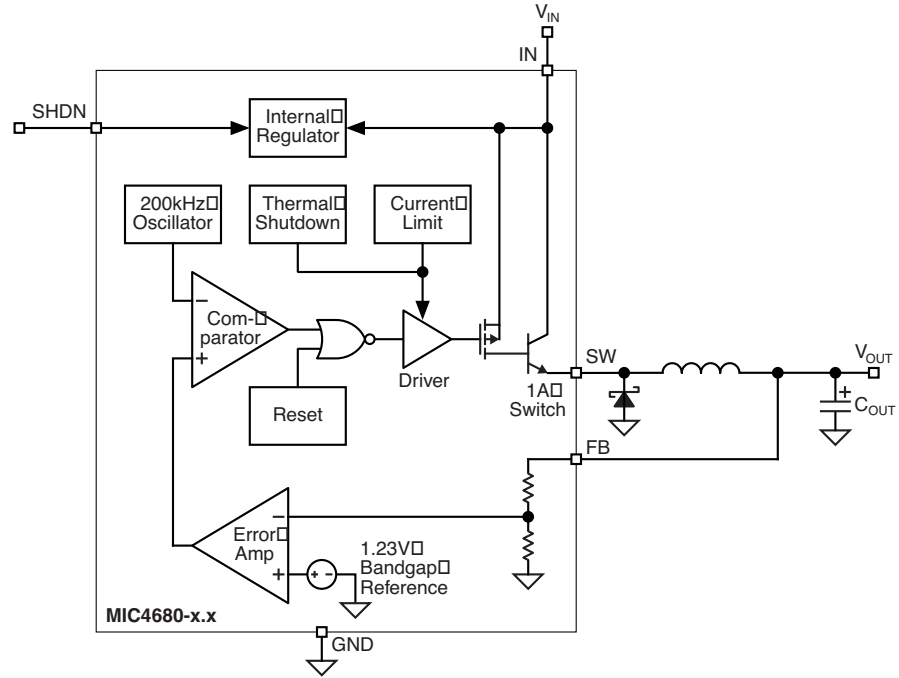 V_IN
IN
SHDN
Internal□
Regulator
200kHz□
Oscillator
Thermal□
Shutdown
Current□
Limit
−
Com-□
parator
+
Driver
Reset
SW
1A□
Switch
V_OUT
+
C_OUT
FB
−
Error□
Amp
+
+ -
1.23V□
Bandgap□
Reference
MIC4680-x.x
GND